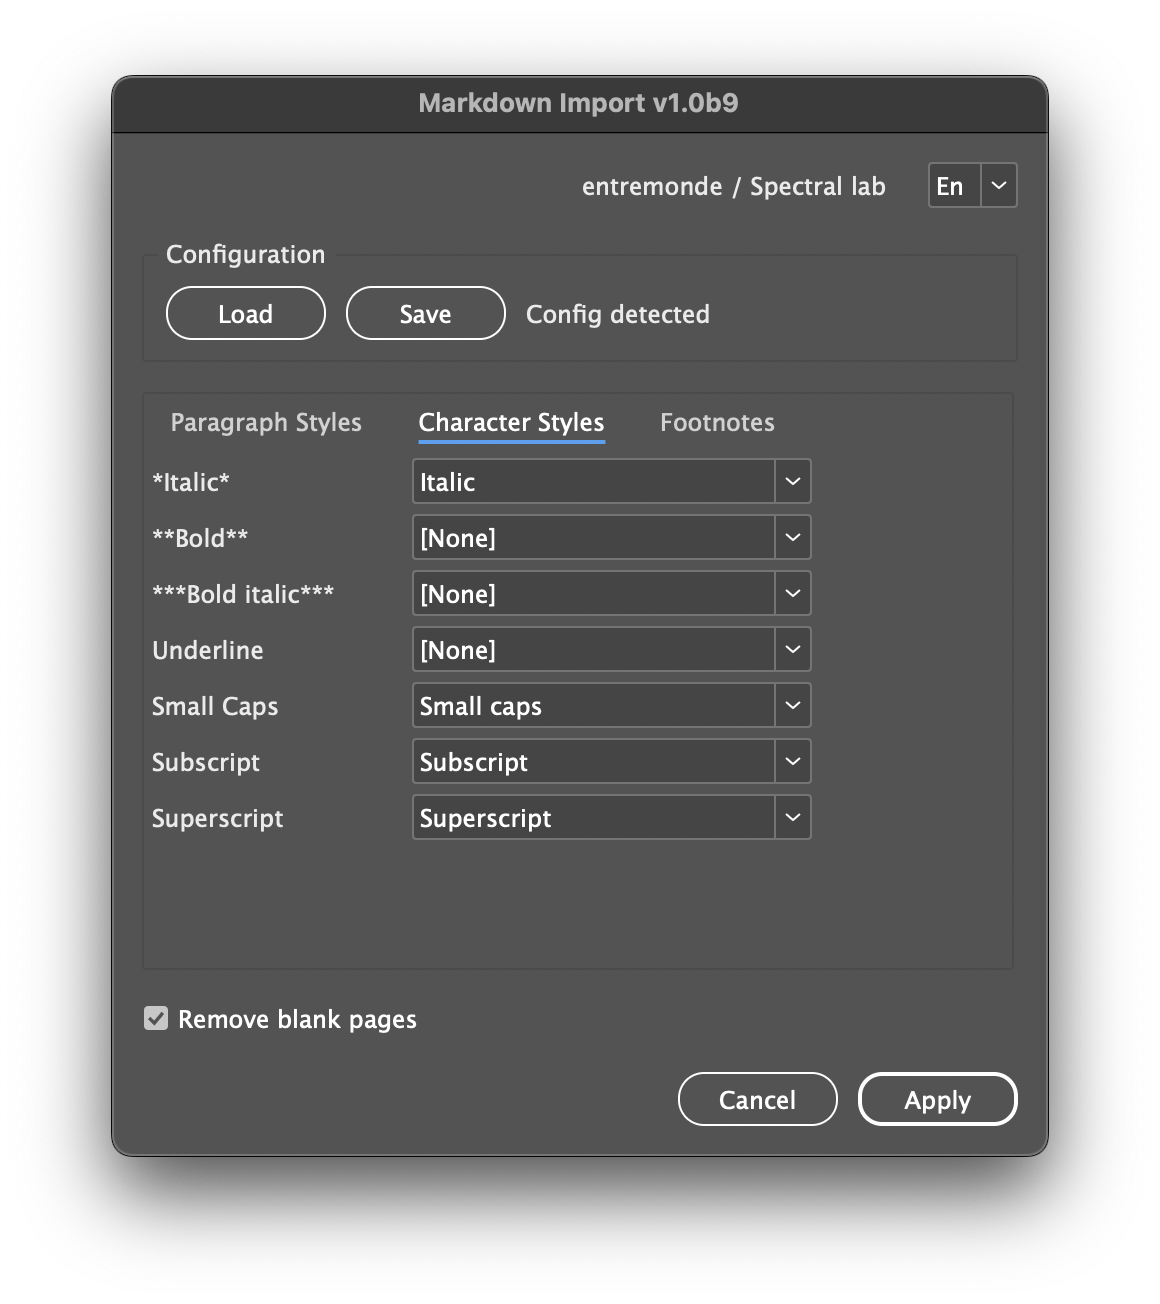 Markdown Import v1.0b9
entremonde / Spectral lab En
Configuration
Load Save Config detected
Paragraph Styles Character Styles Footnotes
*Italic* Italic
**Bold** [None]
***Bold italic*** [None]
Underline [None]
Small Caps Small caps
Subscript Subscript
Superscript Superscript
Remove blank pages
Cancel Apply